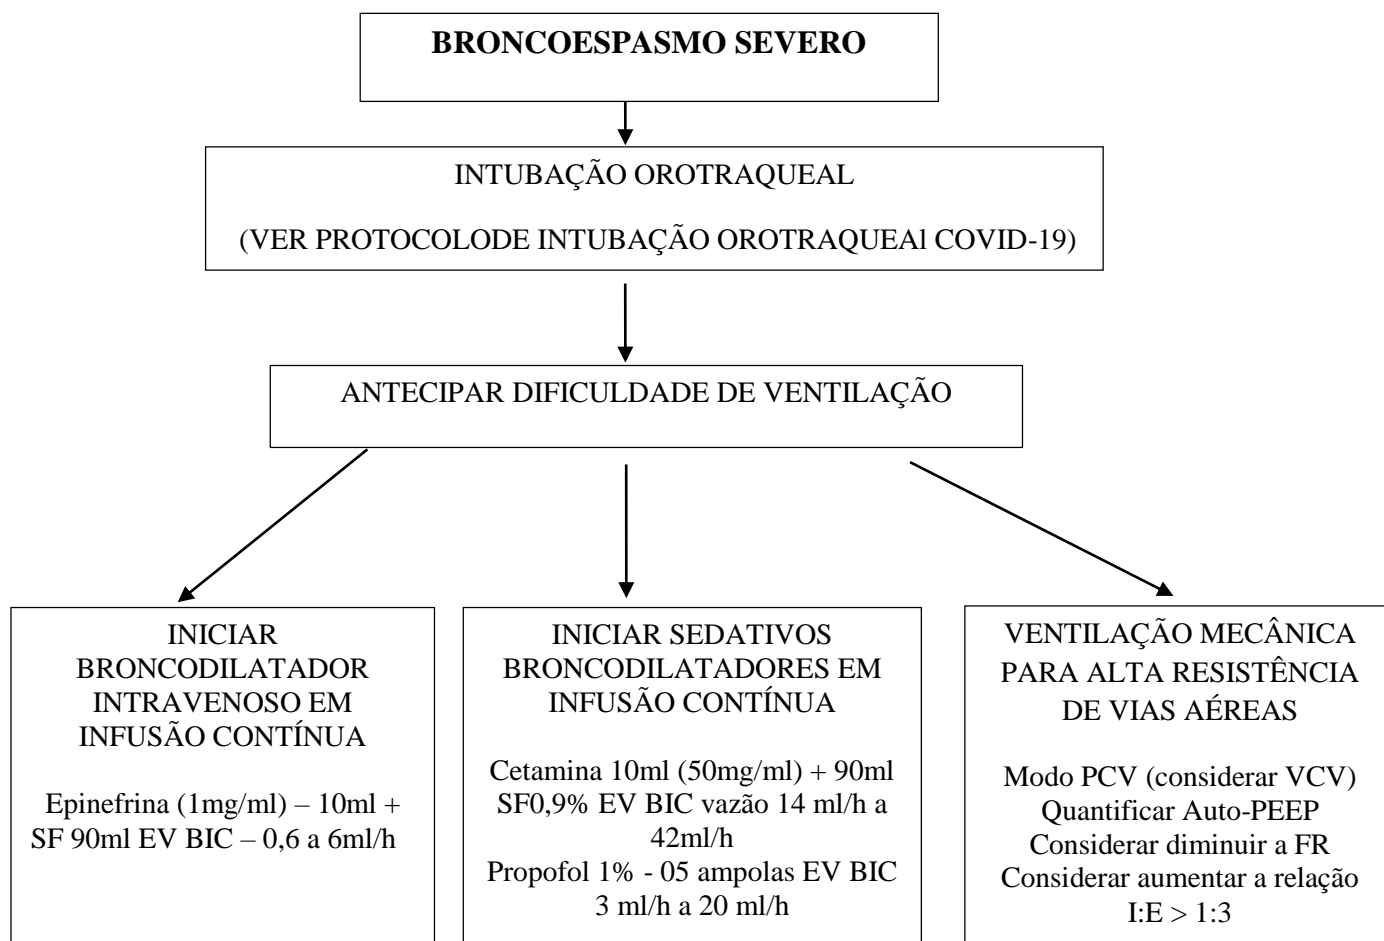 BRONCOESPASMO SEVERO
INTUBAÇÃO OROTRAQUEAL
(VER PROTOCOLODE INTUBAÇÃO OROTRAQUEAl COVID-19)
ANTECIPAR DIFICULDADE DE VENTILAÇÃO
INICIAR
BRONCODILATADOR
INTRAVENOSO EM
INFUSÃO CONTÍNUA
Epinefrina (1mg/ml) – 10ml +
SF 90ml EV BIC – 0,6 a 6ml/h
INICIAR SEDATIVOS
BRONCODILATADORES EM
INFUSÃO CONTÍNUA
Cetamina 10ml (50mg/ml) + 90ml
SF0,9% EV BIC vazão 14 ml/h a
42ml/h
Propofol 1% - 05 ampolas EV BIC
3 ml/h a 20 ml/h
VENTILAÇÃO MECÂNICA
PARA ALTA RESISTÊNCIA
DE VIAS AÉREAS
Modo PCV (considerar VCV)
Quantificar Auto-PEEP
Considerar diminuir a FR
Considerar aumentar a relação
I:E > 1:3